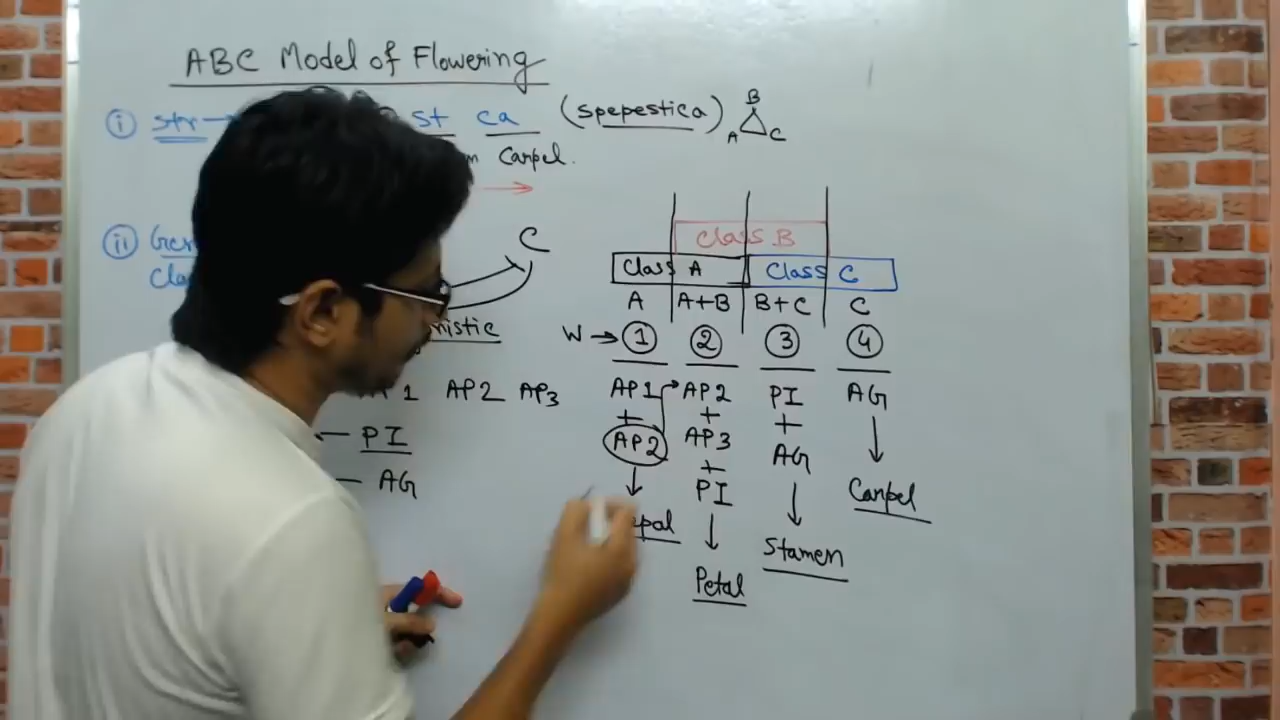 ABC Model of Flowering
i str → st ca (spepestica) B
A C
Carpel.
ii
C
Class B
Class A Class C
A A+B B+C C
W → 1 2 3 4
AP1 AP2 PI AG
+ + +
AP2 AP3 AG Carpel
+
PI Stamen
Petal
1 AP2 AP3
— PI
— AG